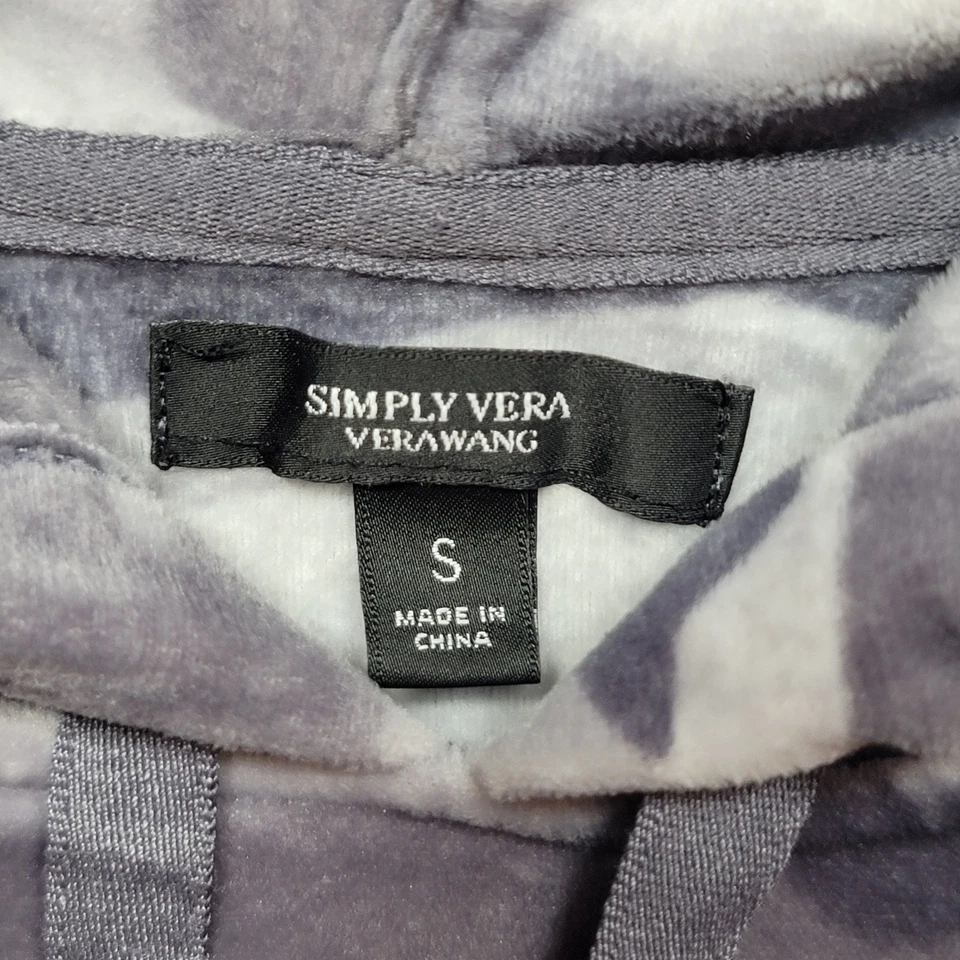 SIMPLY VERA
VERAWANG
S
MADE IN
CHINA